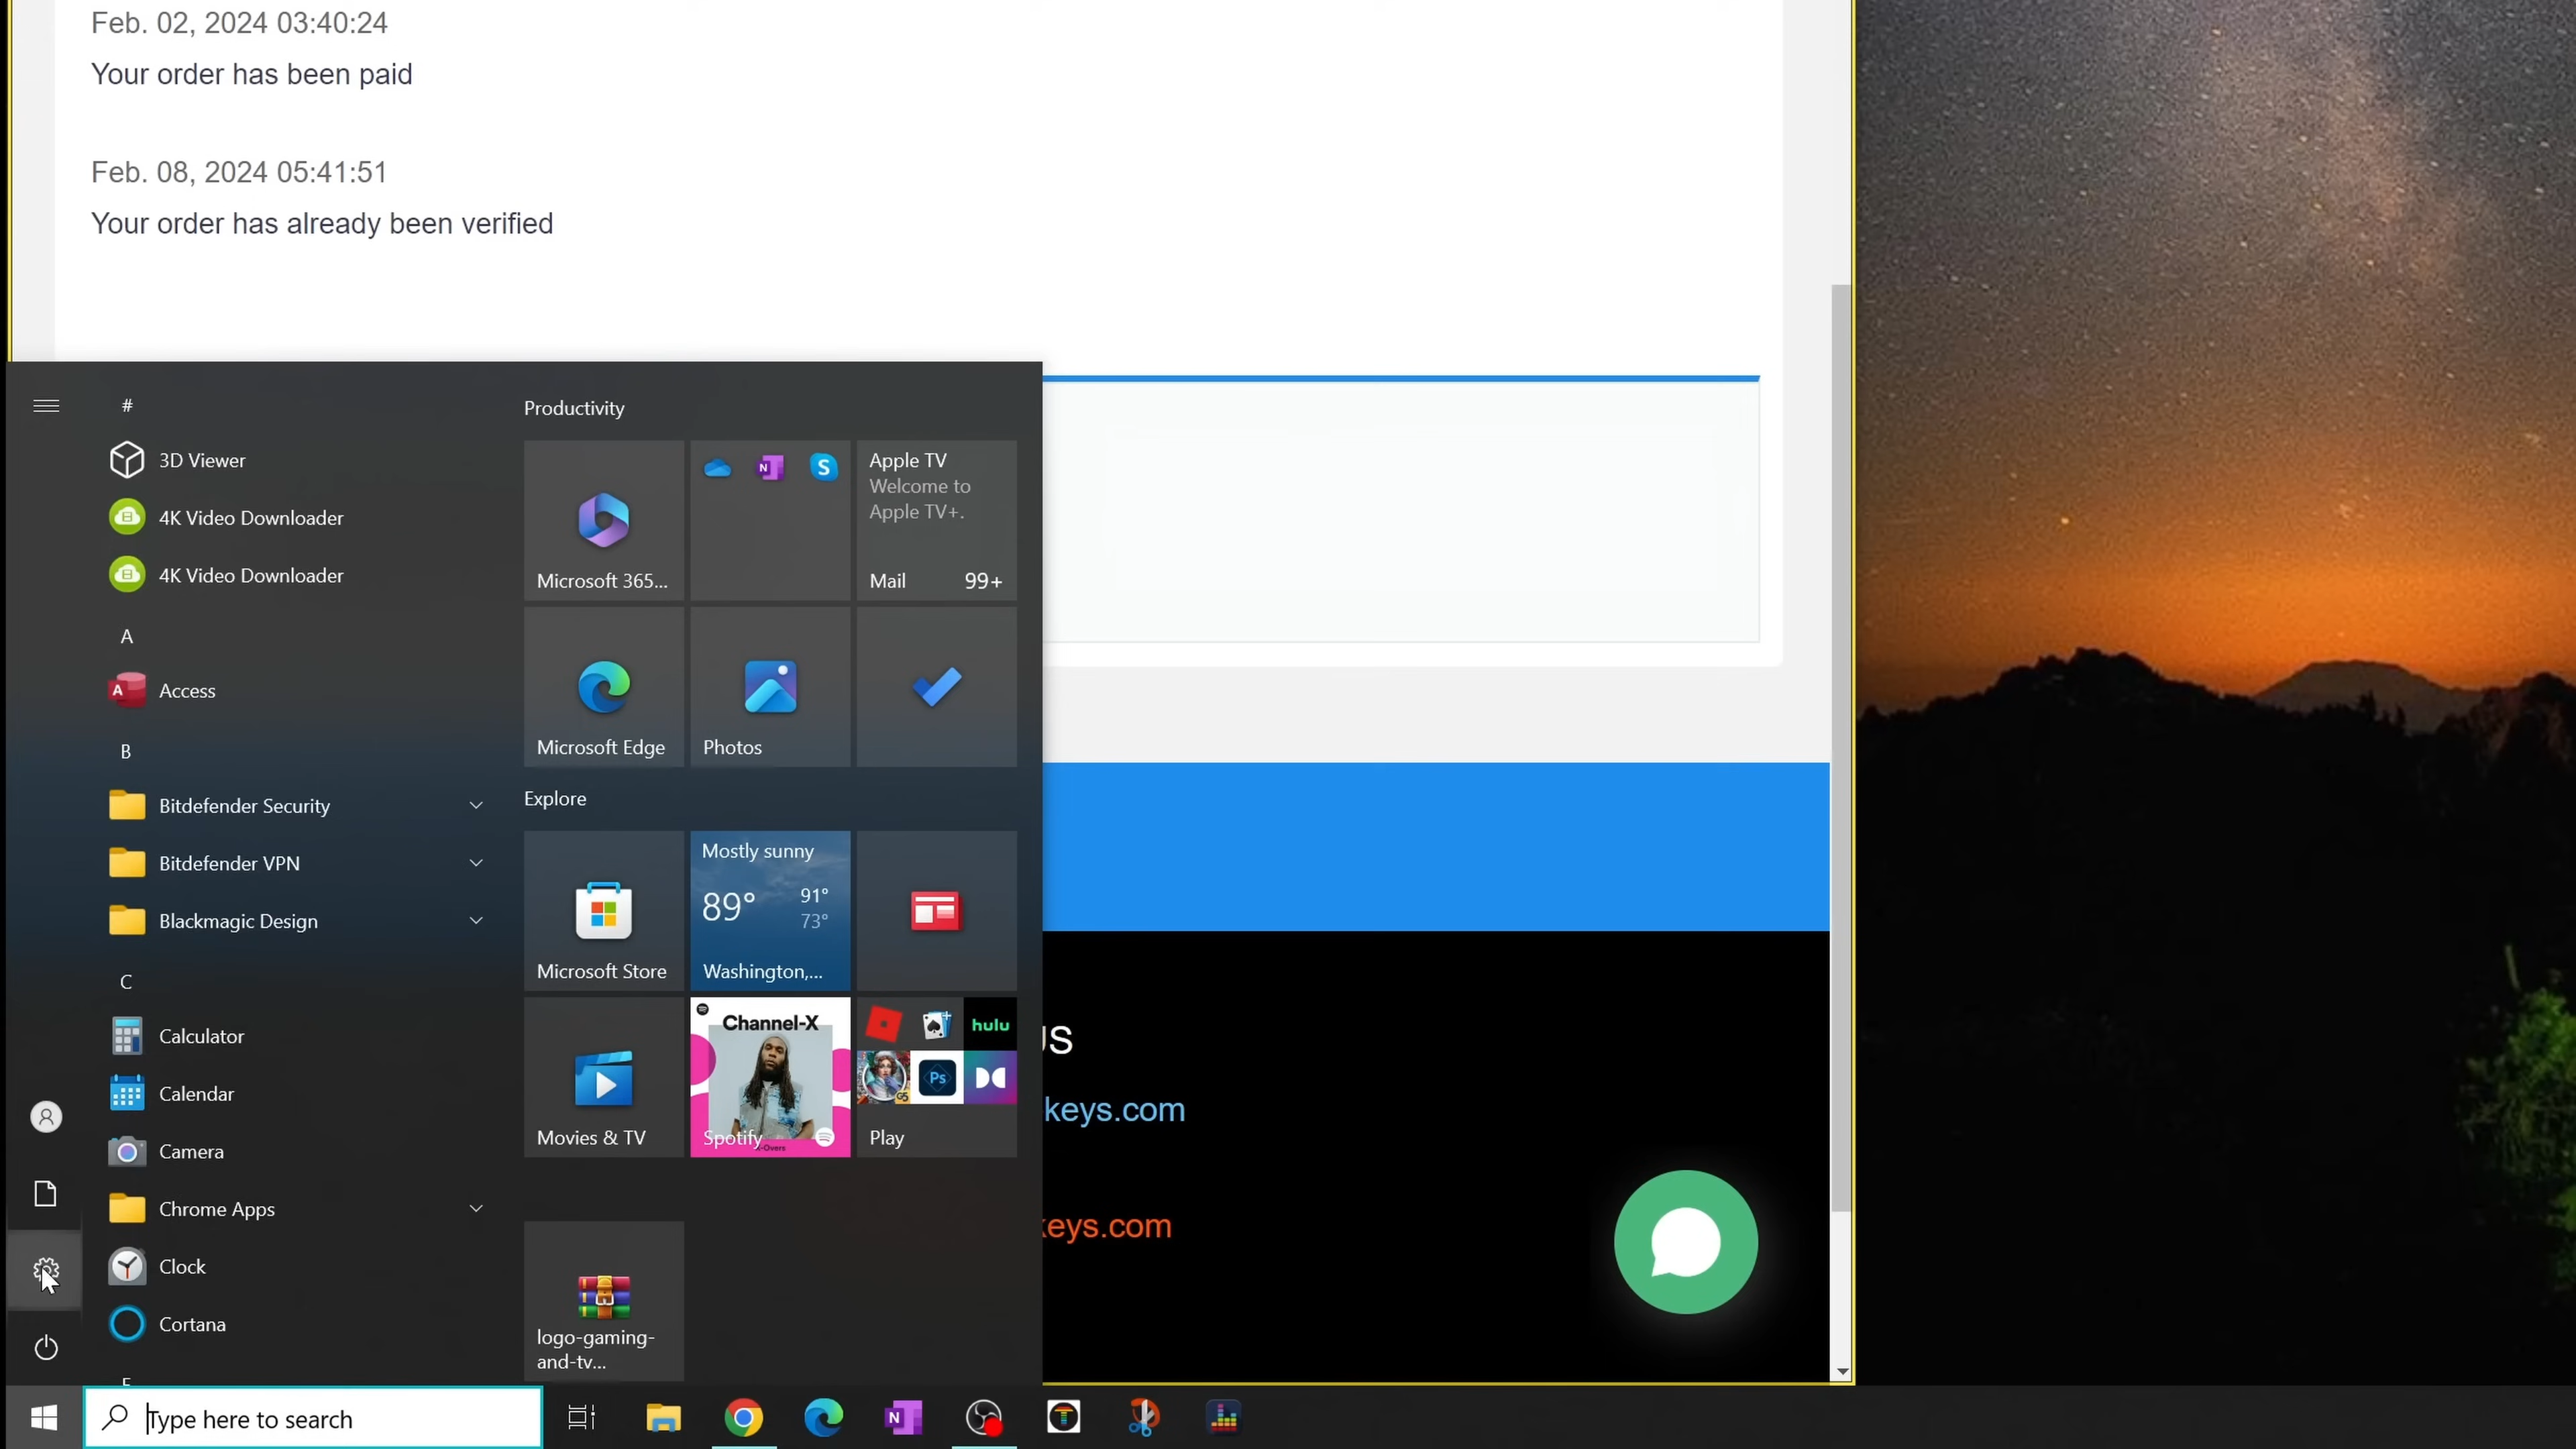 Feb. 02, 2024 03:40:24
Your order has been paid
Feb. 08, 2024 05:41:51
Your order has already been verified
#
3D Viewer
4K Video Downloader
4K Video Downloader
A
Access
B
Bitdefender Security
Bitdefender VPN
Blackmagic Design
C
Calculator
Calendar
Camera
Chrome Apps
Clock
Cortana
Productivity
Microsoft 365...
Apple TV
Welcome to
Apple TV+.
Mail 99+
Microsoft Edge
Photos
Explore
Microsoft Store
Mostly sunny
89° 91°
73°
Washington,...
Movies & TV
Channel-X
Spotify
hulu
Ps
Play
logo-gaming-
and-tv...
US
keys.com
keys.com
Type here to search